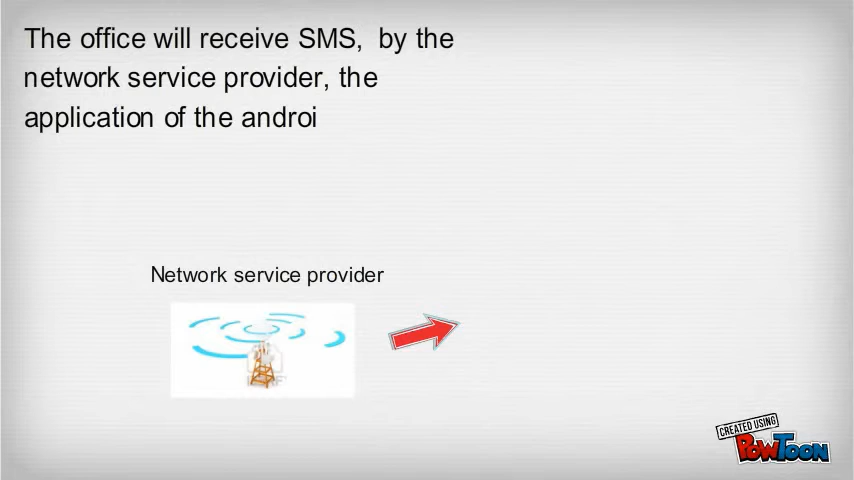 The office will receive SMS,  by the
network service provider, the
application of the androi
Network service provider
CREATED USING
POWTOON